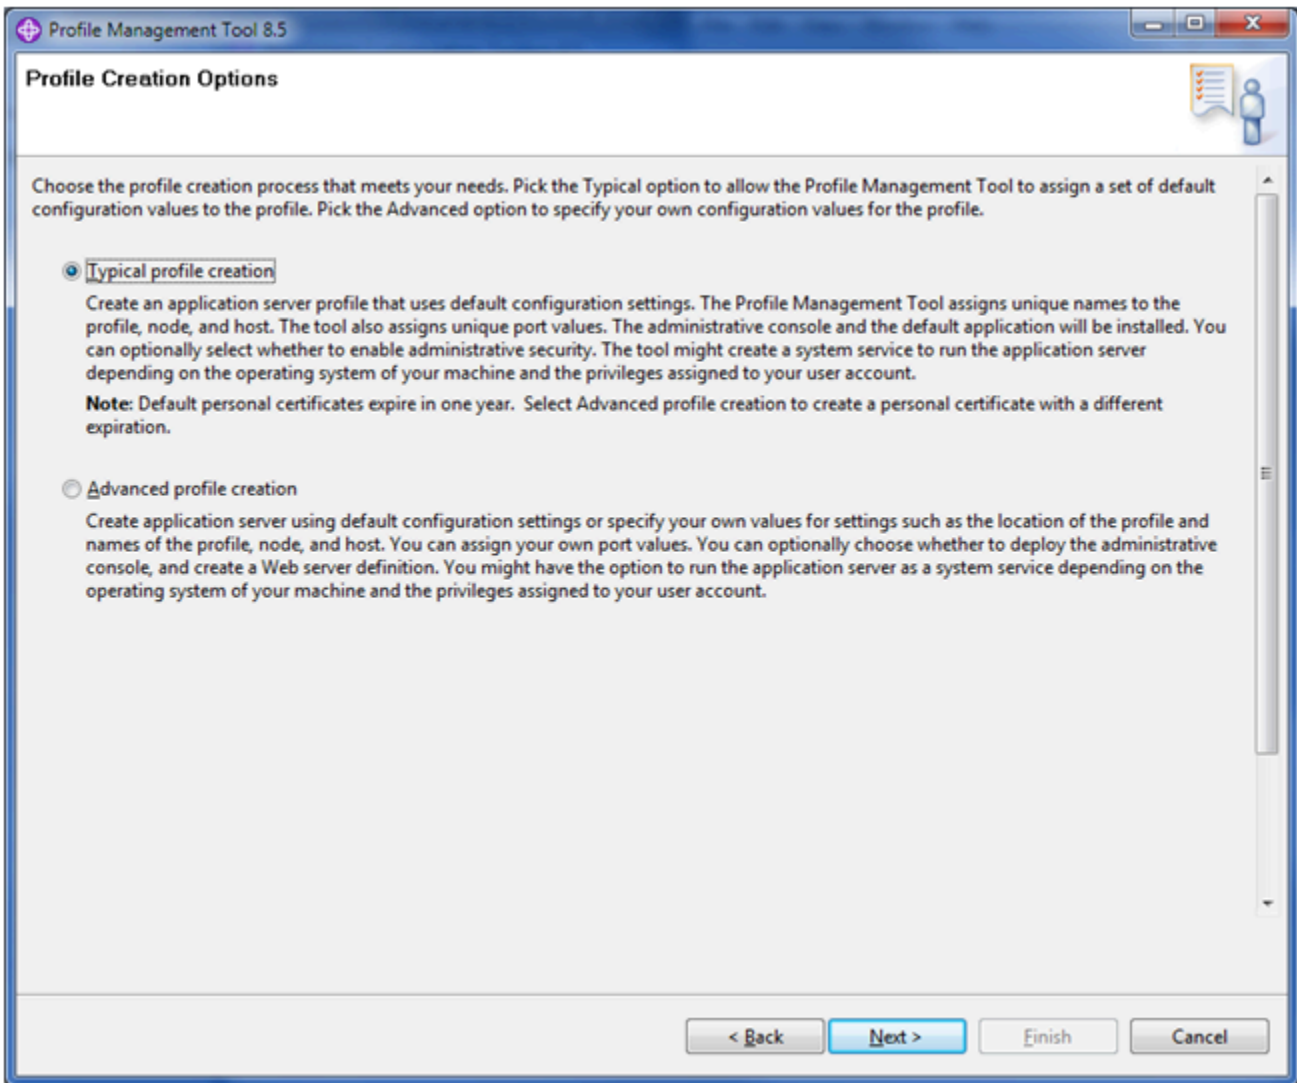 Profile Management Tool 8.5
Profile Creation Options
Choose the profile creation process that meets your needs. Pick the Typical option to allow the Profile Management Tool to assign a set of default
configuration values to the profile. Pick the Advanced option to specify your own configuration values for the profile.
Typical profile creation
Create an application server profile that uses default configuration settings. The Profile Management Tool assigns unique names to the
profile, node, and host. The tool also assigns unique port values. The administrative console and the default application will be installed. You
can optionally select whether to enable administrative security. The tool might create a system service to run the application server
depending on the operating system of your machine and the privileges assigned to your user account.
Note: Default personal certificates expire in one year.  Select Advanced profile creation to create a personal certificate with a different
expiration.
Advanced profile creation
Create application server using default configuration settings or specify your own values for settings such as the location of the profile and
names of the profile, node, and host. You can assign your own port values. You can optionally choose whether to deploy the administrative
console, and create a Web server definition. You might have the option to run the application server as a system service depending on the
operating system of your machine and the privileges assigned to your user account.
< Back Next > Finish Cancel